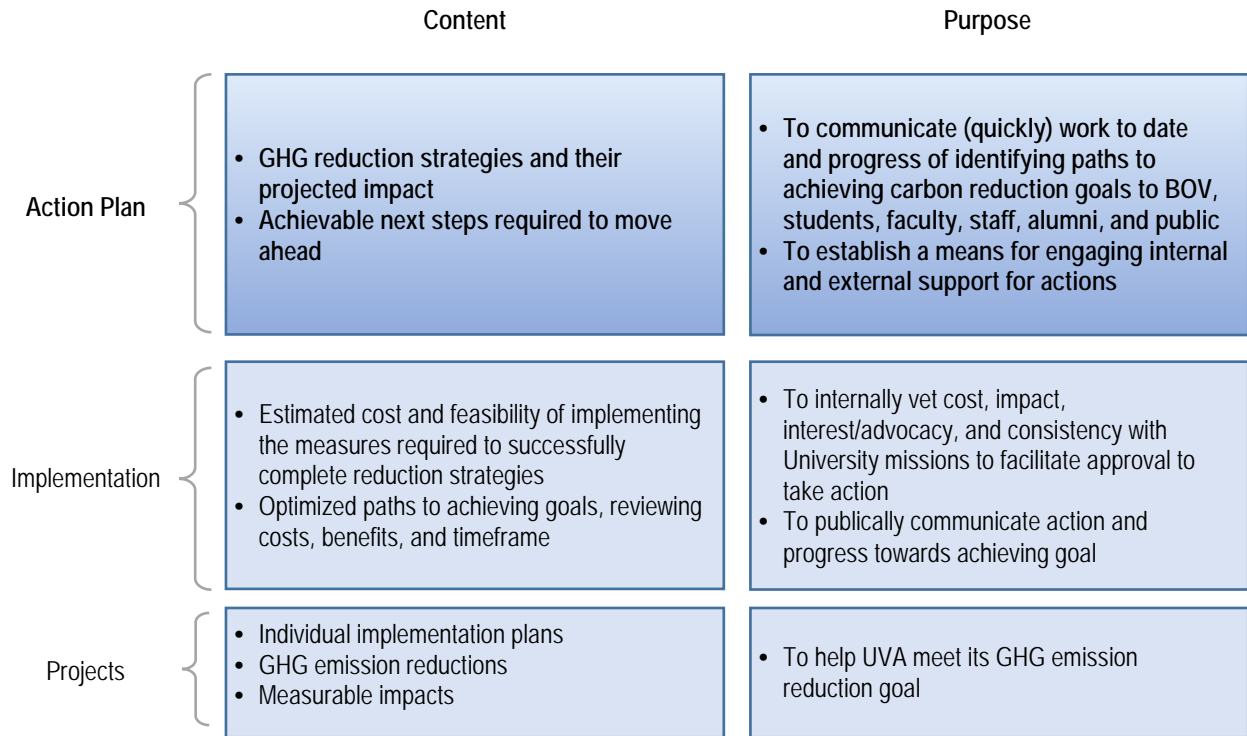 Content
Purpose
Action Plan
• GHG reduction strategies and their
projected impact
• Achievable next steps required to move
ahead
• To communicate (quickly) work to date
and progress of identifying paths to
achieving carbon reduction goals to BOV,
students, faculty, staff, alumni, and public
• To establish a means for engaging internal
and external support for actions
Implementation
• Estimated cost and feasibility of implementing
the measures required to successfully
complete reduction strategies
• Optimized paths to achieving goals, reviewing
costs, benefits, and timeframe
• To internally vet cost, impact,
interest/advocacy, and consistency with
University missions to facilitate approval to
take action
• To publically communicate action and
progress towards achieving goal
Projects
• Individual implementation plans
• GHG emission reductions
• Measurable impacts
• To help UVA meet its GHG emission
reduction goal